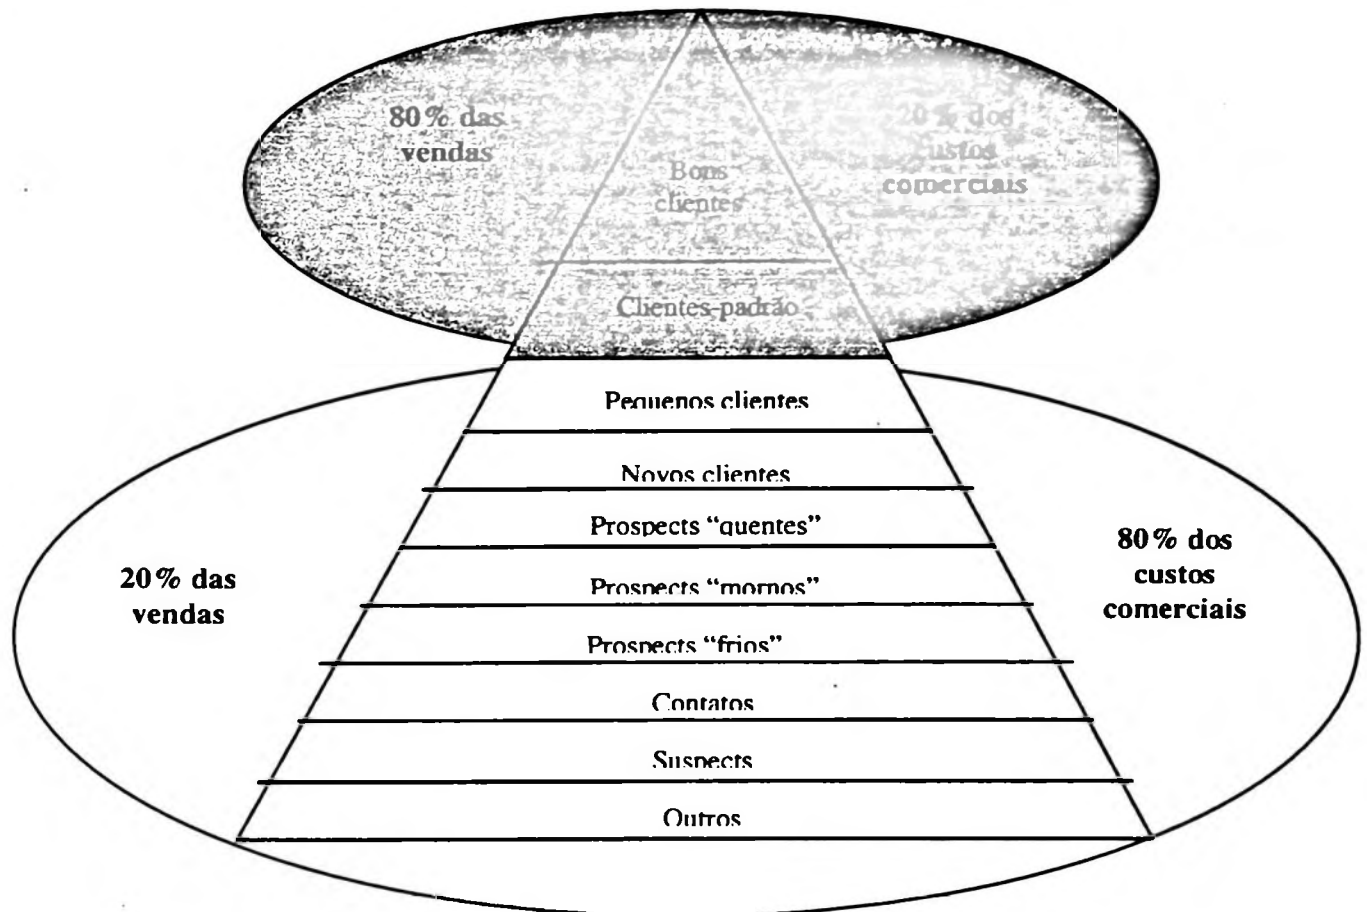 80% das
vendas
20% dos
custos
comerciais
Bons
clientes
Clientes-padrão
Pequenos clientes
Novos clientes
Prospects “quentes”
Prospects “mornos”
Prospects “frios”
Contatos
Suspects
Outros
20% das
vendas
80% dos
custos
comerciais